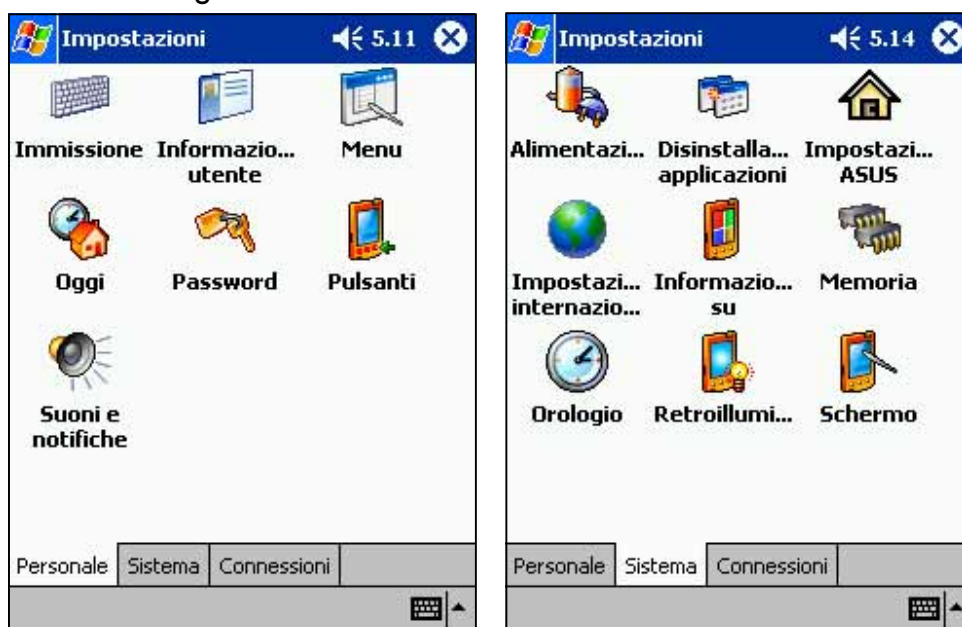 Impostazioni 5.11
Immissione Informazio... Menu
utente
Oggi Password Pulsanti
Suoni e
notifiche
Personale Sistema Connessioni
Impostazioni 5.14
Alimentazi... Disinstalla... Impostazi...
applicazioni ASUS
Impostazi... Informazio... Memoria
internazio... su
Orologio Retroillumi... Schermo
Personale Sistema Connessioni